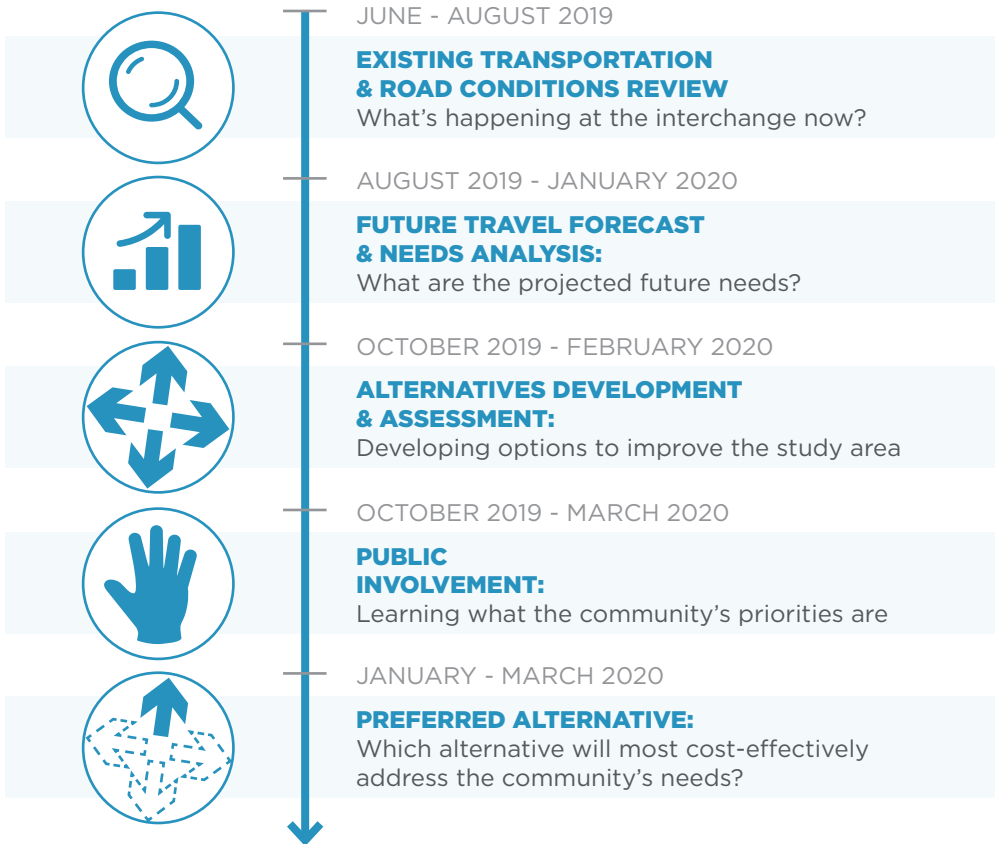 JUNE - AUGUST 2019
EXISTING TRANSPORTATION
& ROAD CONDITIONS REVIEW
What's happening at the interchange now?
AUGUST 2019 - JANUARY 2020
FUTURE TRAVEL FORECAST
& NEEDS ANALYSIS:
What are the projected future needs?
OCTOBER 2019 - FEBRUARY 2020
ALTERNATIVES DEVELOPMENT
& ASSESSMENT:
Developing options to improve the study area
OCTOBER 2019 - MARCH 2020
PUBLIC
INVOLVEMENT:
Learning what the community's priorities are
JANUARY - MARCH 2020
PREFERRED ALTERNATIVE:
Which alternative will most cost-effectively
address the community's needs?